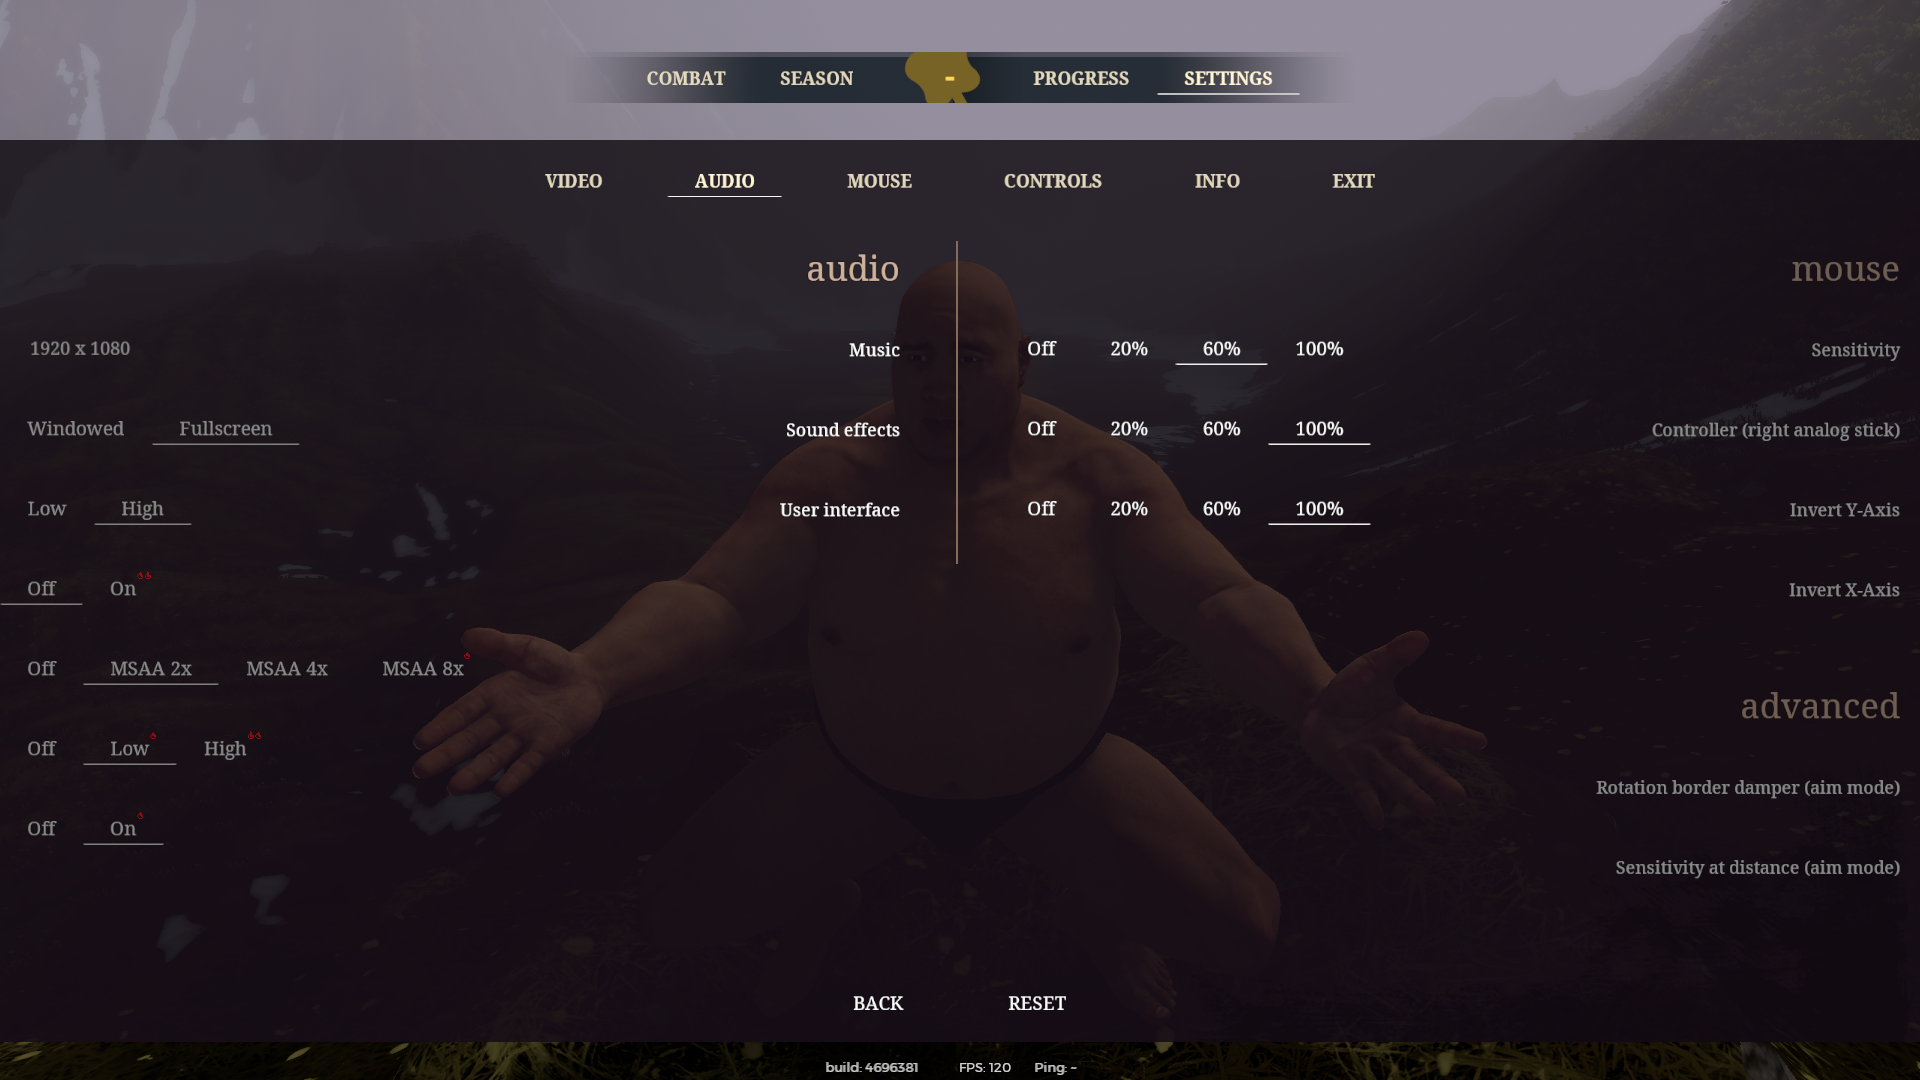 COMBAT SEASON - PROGRESS SETTINGS
VIDEO AUDIO MOUSE CONTROLS INFO EXIT
audio mouse
1920 x 1080 Music Off 20% 60% 100% Sensitivity
Windowed Fullscreen Sound effects Off 20% 60% 100% Controller (right analog stick)
Low High User interface Off 20% 60% 100% Invert Y-Axis
Off On Invert X-Axis
Off MSAA 2x MSAA 4x MSAA 8x
advanced
Off Low High
Rotation border damper (aim mode)
Off On
Sensitivity at distance (aim mode)
BACK RESET
build: 4696381 FPS: 120 Ping: -